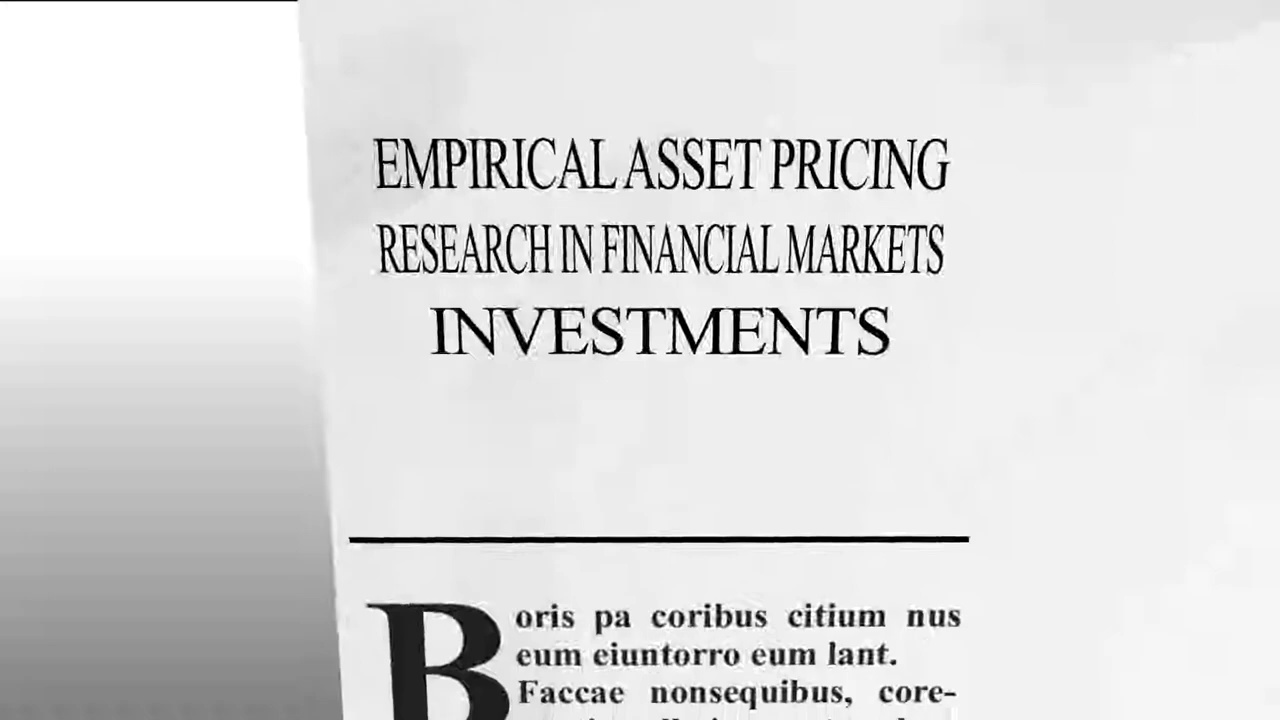 EMPIRICAL ASSET PRICING
RESEARCH IN FINANCIAL MARKETS
INVESTMENTS
Boris pa coribus citium nus
eum eiuntorro eum lant.
Faccae nonsequibus, core-